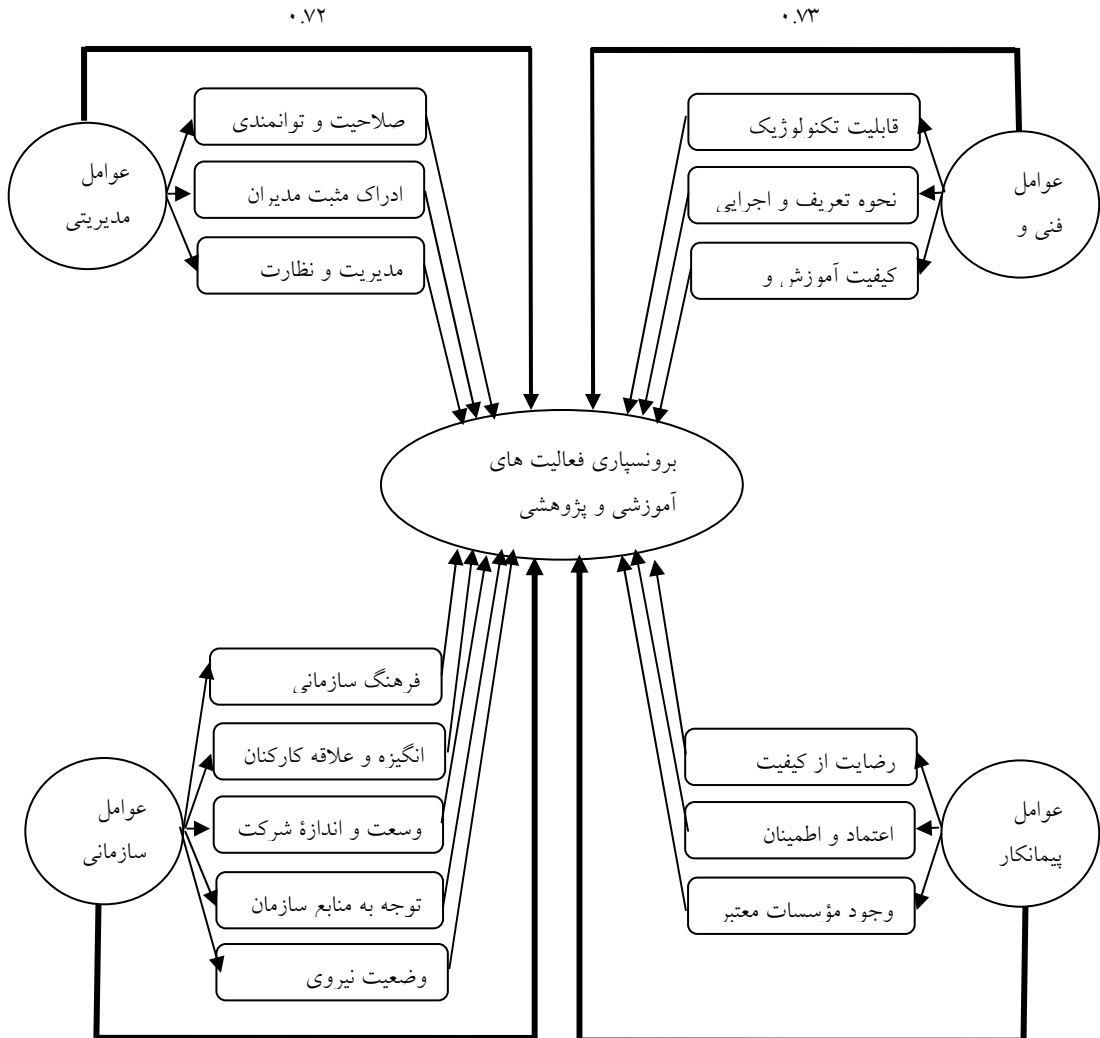 ۰.۷۳
۰.۷۲
قابلیت تکنولوژیک
نحوه تعریف و اجرایی
کیفیت آموزش و
عوامل
فنی و
صلاحیت و توانمندی
ادراک مثبت مدیران
مدیریت و نظارت
عوامل
مدیریتی
برونسپاری فعالیت های
آموزشی و پژوهشی
رضایت از کیفیت
اعتماد و اطمینان
وجود مؤسسات معتبر
عوامل
پیمانکار
فرهنگ سازمانی
انگیزه و علاقه کارکنان
وسعت و اندازهٔ شرکت
توجه به منابع سازمان
وضعیت نیروی
عوامل
سازمانی